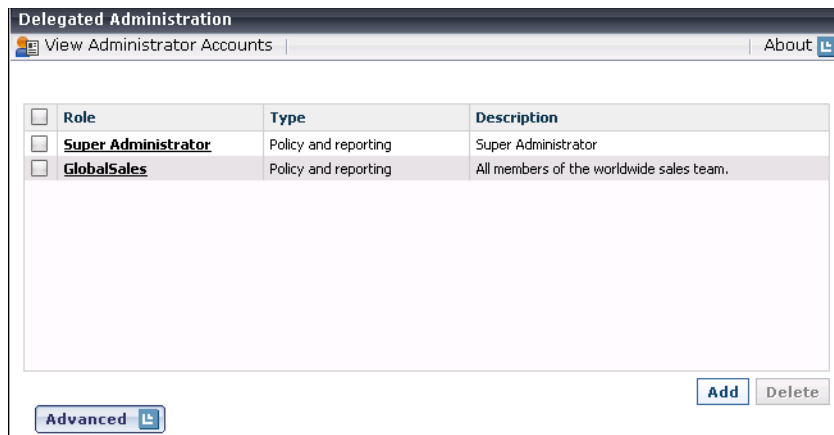 Delegated Administration
View Administrator Accounts | About
Role Type Description
Super Administrator Policy and reporting Super Administrator
GlobalSales Policy and reporting All members of the worldwide sales team.
Add Delete
Advanced